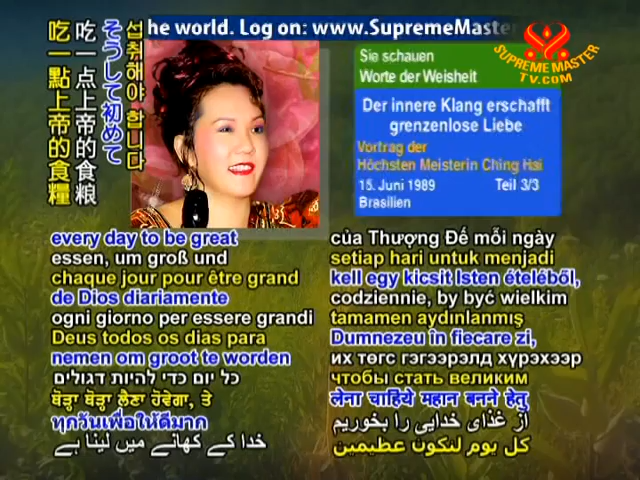 he world. Log on: www.SupremeMaste
SUPREME MASTER
TV.COM
吃一點上帝的食糧
吃一点上帝的食粮
そうして初めて
섭취해야 합니다
Sie schauen
Worte der Weisheit
Der innere Klang erschafft
grenzenlose Liebe
Vortrag der
Höchsten Meisterin Ching Hai
15. Juni 1989 Teil 3/3
Brasilien
every day to be great
essen, um groß und
chaque jour pour être grand
de Dios diariamente
ogni giorno per essere grandi
Deus todos os dias para
nemen om groot te worden
כל יום כדי להיות דגולים
ਥੋੜ੍ਹਾ ਥੋੜ੍ਹਾ ਲੈਣਾ ਹੋਵੇਗਾ, ਤੇ
ทุกวันเพื่อให้ดีมาก
خدا کے کھانے میں لینا ہے
của Thượng Đế mỗi ngày
setiap hari untuk menjadi
kell egy kicsit Isten ételéből,
codziennie, by być wielkim
tamamen aydınlanmış
Dumnezeu în fiecare zi,
их төгс гэгээрэлд хүрэхээр
чтобы стать великим
लेना चाहिये महान बनने हेतु
از غذای خدایی را بخوریم
كل يوم لنكون عظيمين